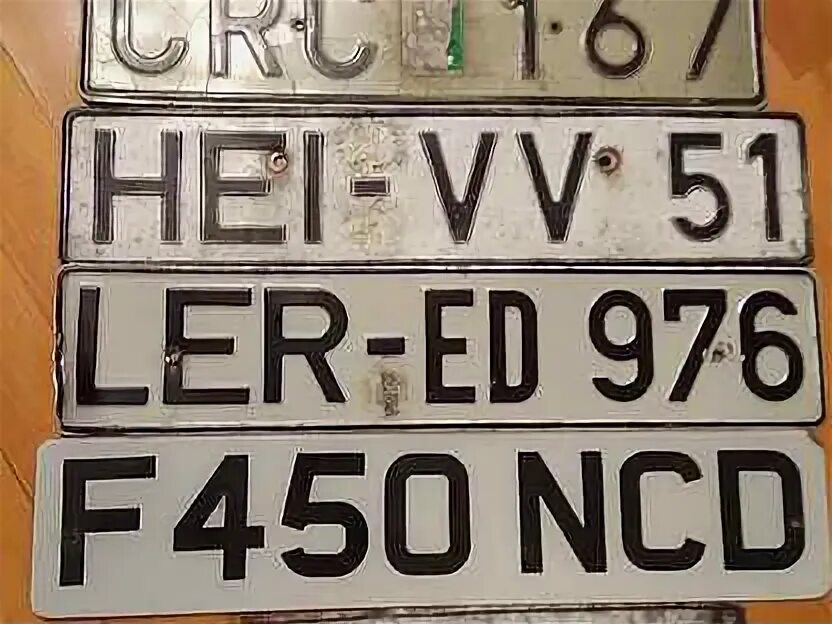 CRC 167
HEI-VV 51
LER-ED 976
F450 NCD